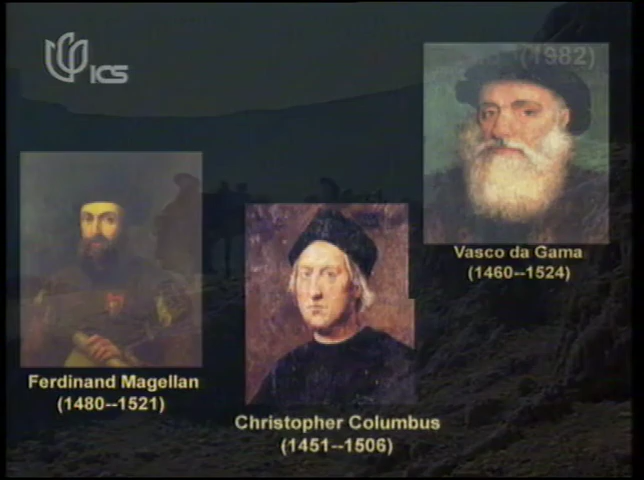 ICS
(1982)
Vasco da Gama
(1460--1524)
Ferdinand Magellan
(1480--1521)
Christopher Columbus
(1451--1506)